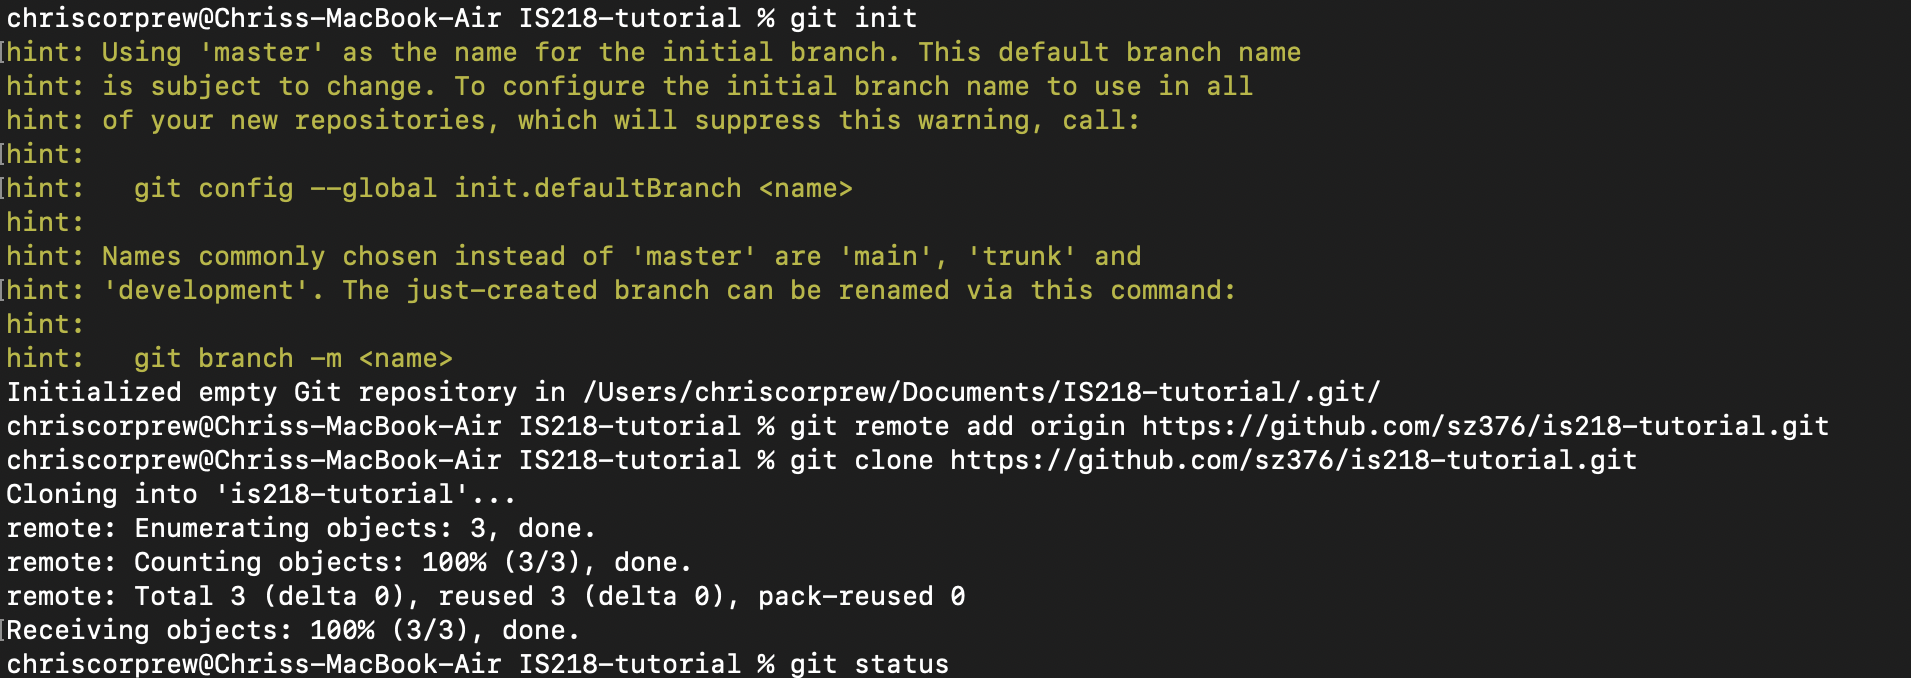 chriscorprew@Chriss-MacBook-Air IS218-tutorial % git init
hint: Using 'master' as the name for the initial branch. This default branch name
hint: is subject to change. To configure the initial branch name to use in all
hint: of your new repositories, which will suppress this warning, call:
hint:
hint:   git config --global init.defaultBranch <name>
hint:
hint: Names commonly chosen instead of 'master' are 'main', 'trunk' and
hint: 'development'. The just-created branch can be renamed via this command:
hint:
hint:   git branch -m <name>
Initialized empty Git repository in /Users/chriscorprew/Documents/IS218-tutorial/.git/
chriscorprew@Chriss-MacBook-Air IS218-tutorial % git remote add origin https://github.com/sz376/is218-tutorial.git
chriscorprew@Chriss-MacBook-Air IS218-tutorial % git clone https://github.com/sz376/is218-tutorial.git
Cloning into 'is218-tutorial'...
remote: Enumerating objects: 3, done.
remote: Counting objects: 100% (3/3), done.
remote: Total 3 (delta 0), reused 3 (delta 0), pack-reused 0
Receiving objects: 100% (3/3), done.
chriscorprew@Chriss-MacBook-Air IS218-tutorial % git status